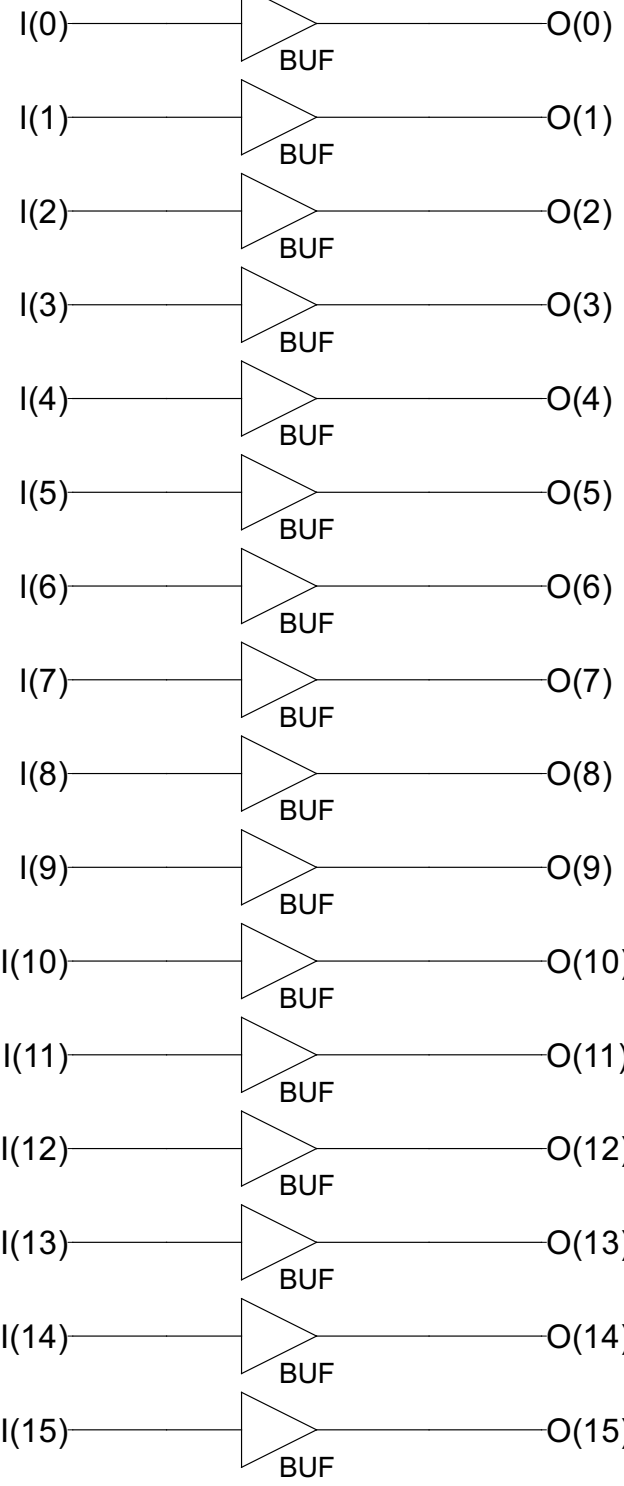 I(0) O(0)
BUF
I(1) O(1)
BUF
I(2) O(2)
BUF
I(3) O(3)
BUF
I(4) O(4)
BUF
I(5) O(5)
BUF
I(6) O(6)
BUF
I(7) O(7)
BUF
I(8) O(8)
BUF
I(9) O(9)
BUF
I(10) O(10)
BUF
I(11) O(11)
BUF
I(12) O(12)
BUF
I(13) O(13)
BUF
I(14) O(14)
BUF
I(15) O(15)
BUF